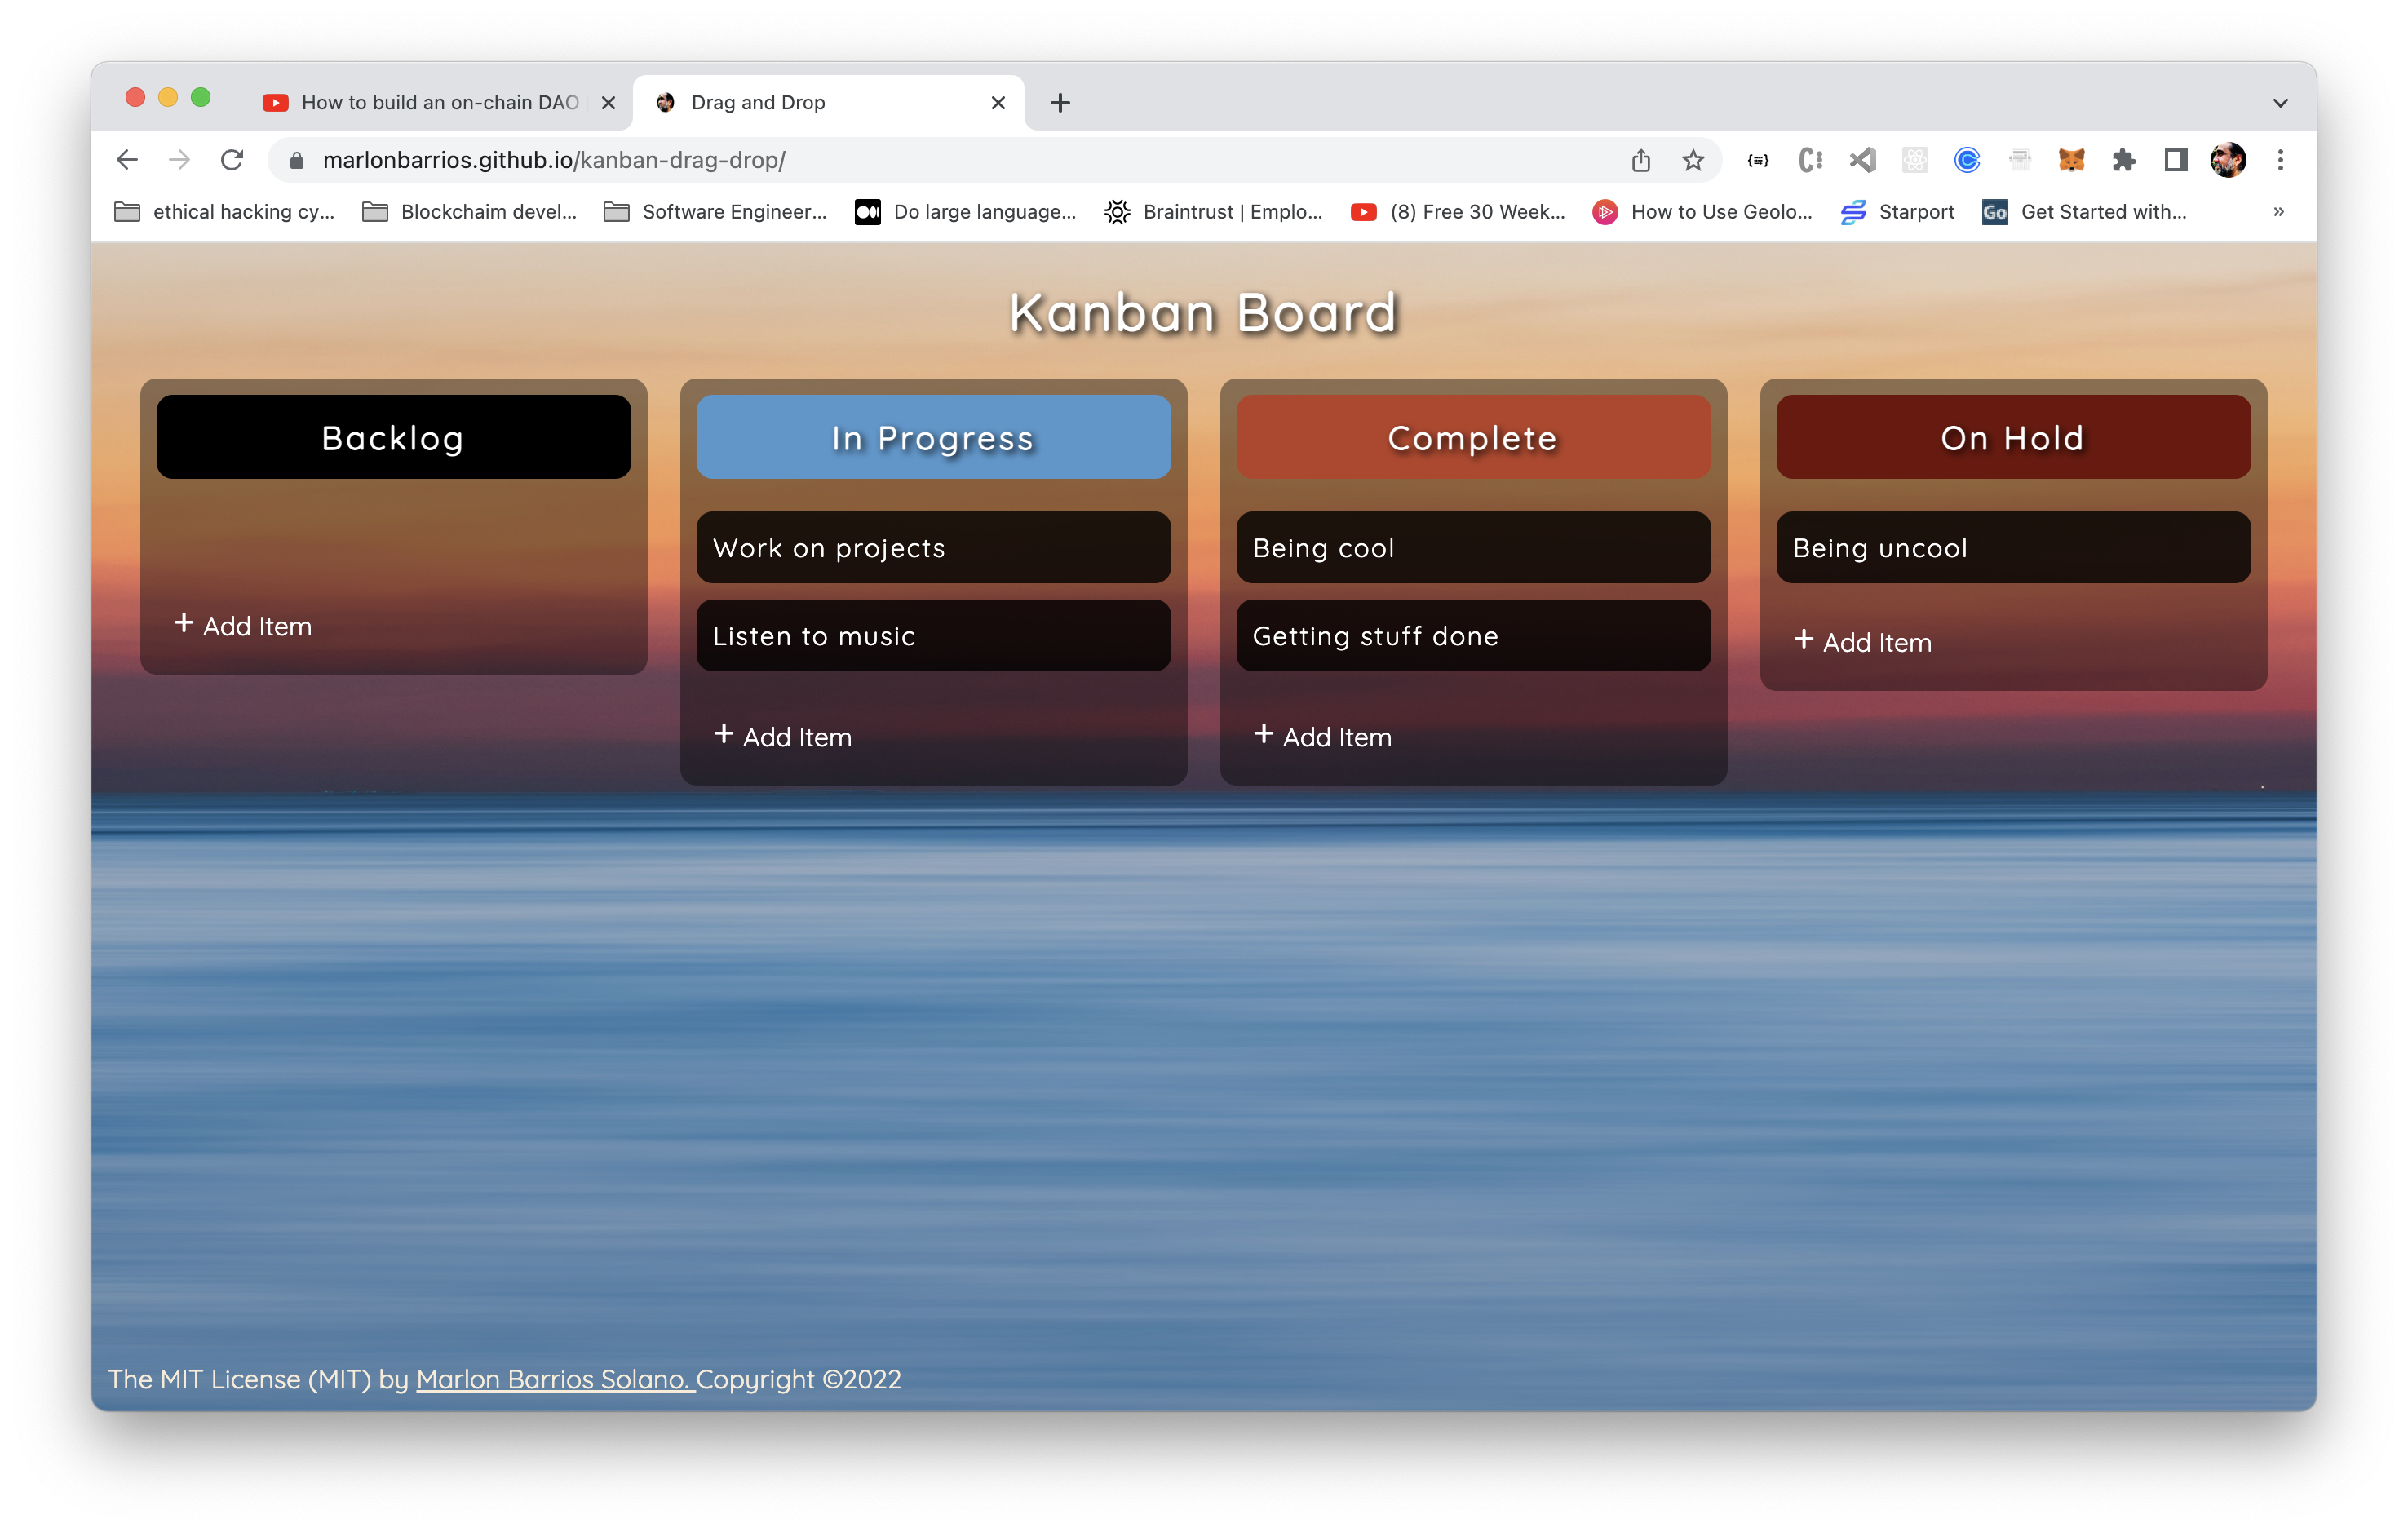 How to build an on-chain DAO
Drag and Drop
marlonbarrios.github.io/kanban-drag-drop/
ethical hacking cy...
Blockchaim devel...
Software Engineer...
Do large language...
Braintrust | Emplo...
(8) Free 30 Week...
How to Use Geolo...
Starport
Go
Get Started with...
»
Kanban Board
Backlog
+ Add Item
In Progress
Work on projects
Listen to music
+ Add Item
Complete
Being cool
Getting stuff done
+ Add Item
On Hold
Being uncool
+ Add Item
The MIT License (MIT) by Marlon Barrios Solano. Copyright ©2022